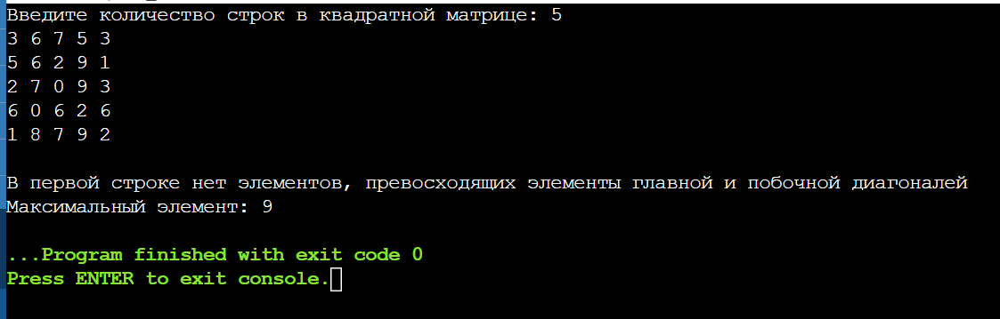 Введите количество строк в квадратной матрице: 5
3 6 7 5 3
5 6 2 9 1
2 7 0 9 3
6 0 6 2 6
1 8 7 9 2
В первой строке нет элементов, превосходящих элементы главной и побочной диагоналей
Максимальный элемент: 9
...Program finished with exit code 0
Press ENTER to exit console.